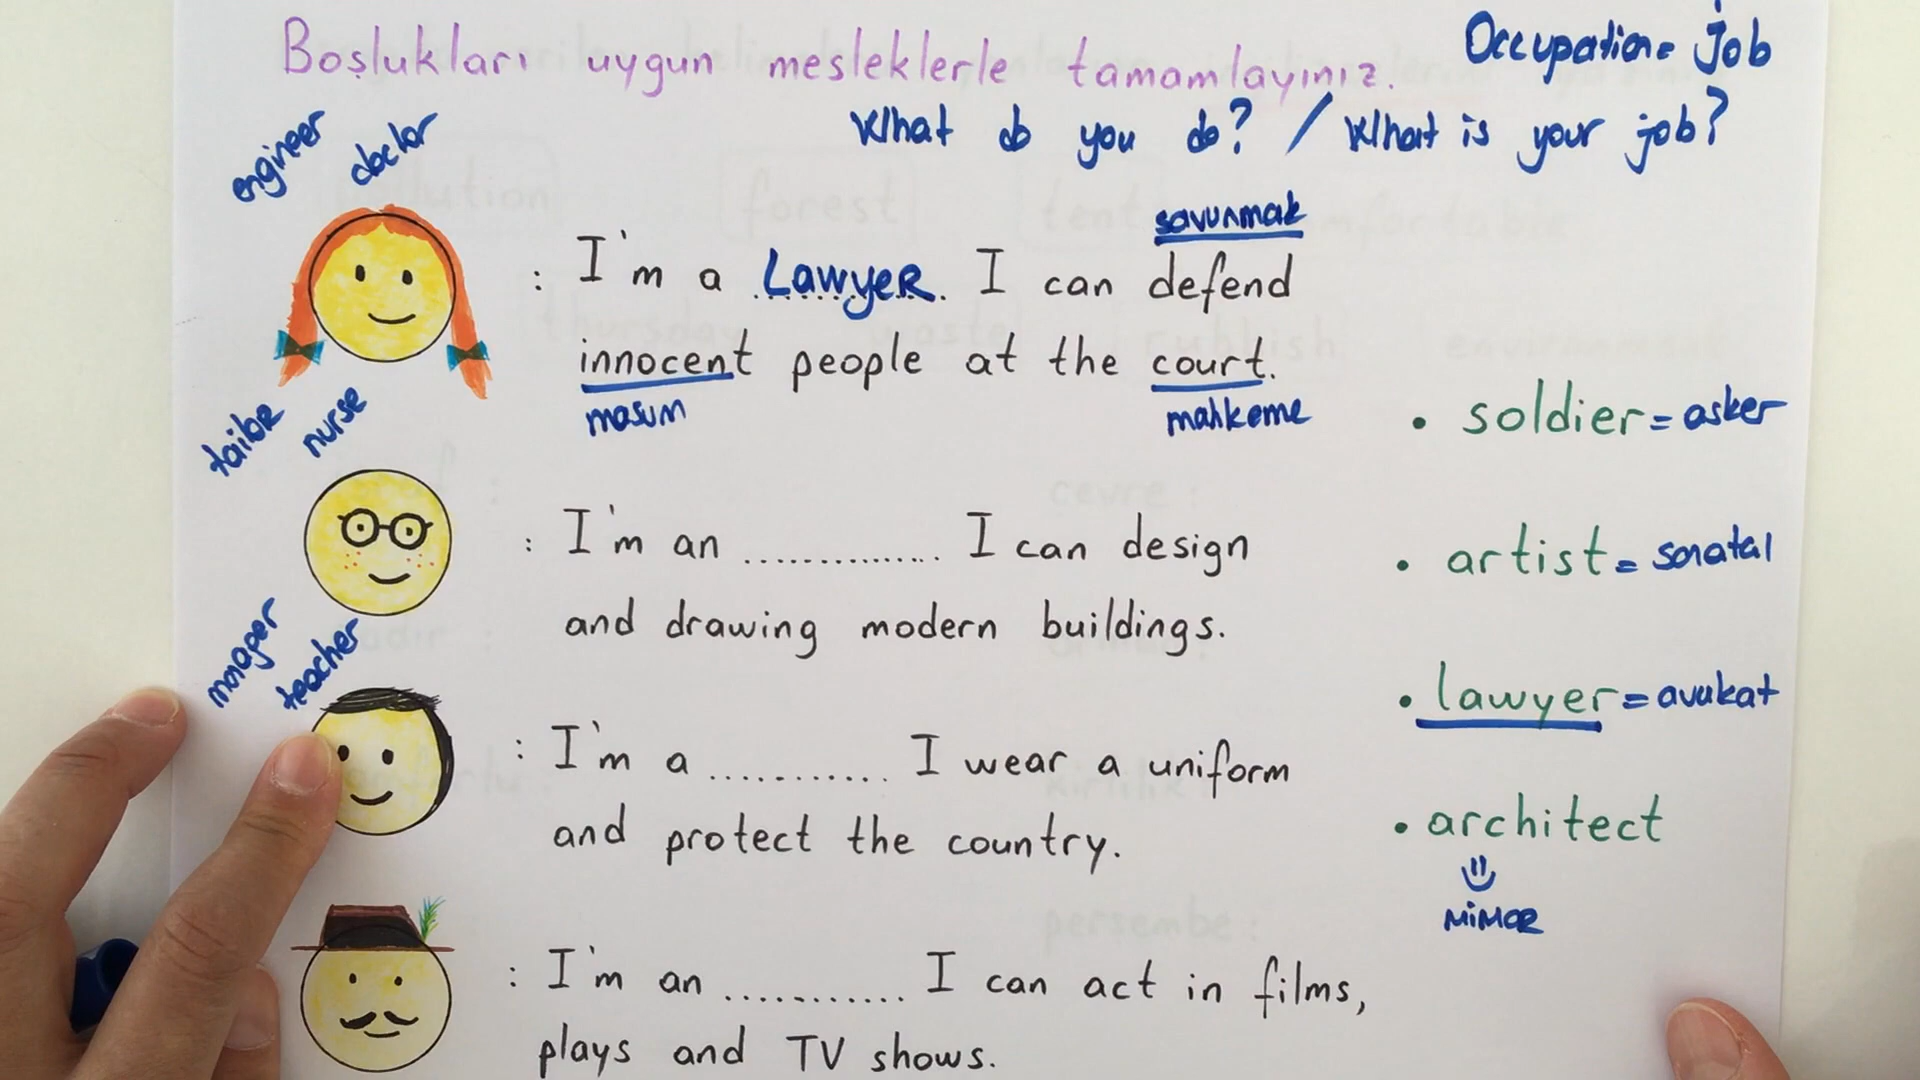 Boşlukları uygun mesleklerle tamamlayınız.
Occupation = job
What do you do? / What is your job?
engineer
doctor
savunmak
: I'm a Lawyer. I can defend
innocent people at the court.
masum
mahkeme
tailor
nurse
• soldier = asker
: I'm an .............. I can design
and drawing modern buildings.
• artist = sanatçı
manager
teacher
• lawyer = avukat
: I'm a ............ I wear a uniform
and protect the country.
• architect
MiMAR
: I'm an ............ I can act in films,
plays and TV shows.